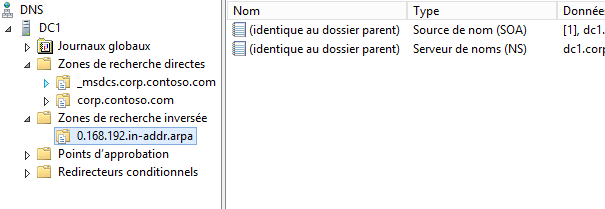 DNS
DC1
Journaux globaux
Zones de recherche directes
_msdcs.corp.contoso.com
corp.contoso.com
Zones de recherche inversée
0.168.192.in-addr.arpa
Points d'approbation
Redirecteurs conditionnels
Nom Type Données
(identique au dossier parent) Source de nom (SOA) [1], dc1.
(identique au dossier parent) Serveur de noms (NS) dc1.corp